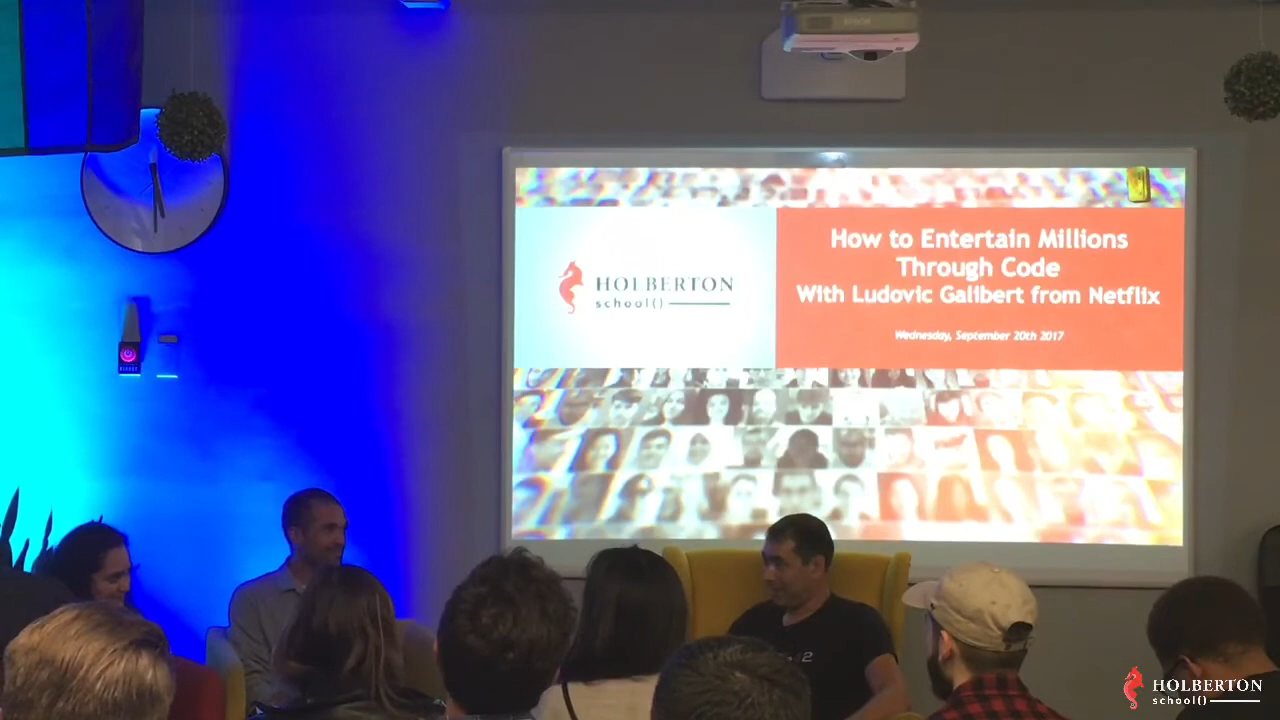 How to Entertain Millions
Through Code
With Ludovic Galibert from Netflix
Wednesday, September 20th 2017
HOLBERTON
school()
HOLBERTON
school()